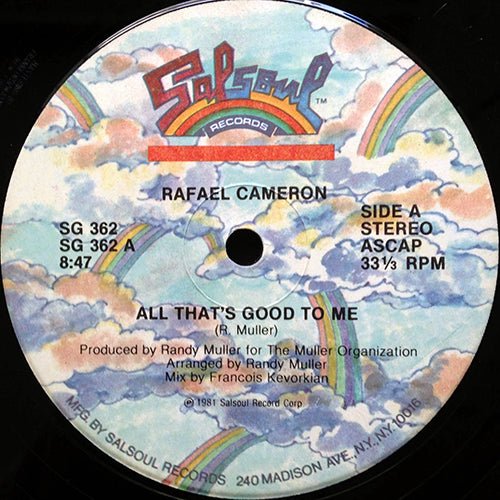 Salsoul
TM
RECORDS
RAFAEL CAMERON
SG 362
SG 362 A
8:47
SIDE A
STEREO
ASCAP
33⅓ RPM
ALL THAT'S GOOD TO ME
(R. Muller)
Produced by Randy Muller for The Muller Organization
Arranged by Randy Muller
Mix by Francois Kevorkian
℗ 1981 Salsoul Record Corp
MFG. BY SALSOUL RECORDS 240 MADISON AVE., NY, NY, 10016